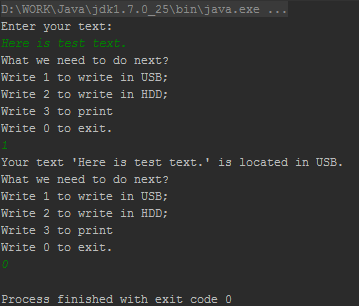 D:\WORK\Java\jdk1.7.0_25\bin\java.exe ...
Enter your text:
Here is test text.
What we need to do next?
Write 1 to write in USB;
Write 2 to write in HDD;
Write 3 to print
Write 0 to exit.
1
Your text 'Here is test text.' is located in USB.
What we need to do next?
Write 1 to write in USB;
Write 2 to write in HDD;
Write 3 to print
Write 0 to exit.
0
Process finished with exit code 0